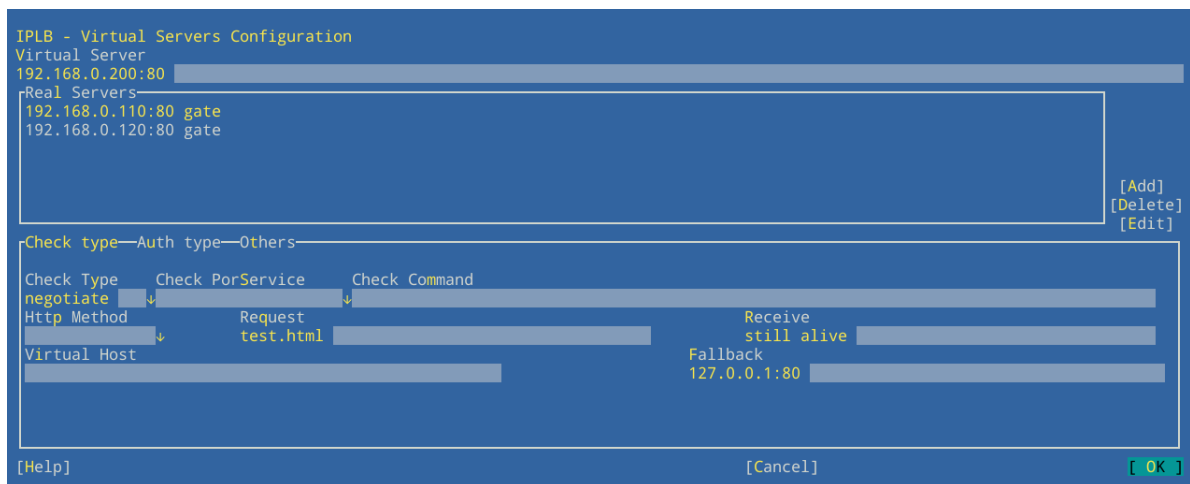 IPLB - Virtual Servers Configuration
Virtual Server
192.168.0.200:80
Real Servers
192.168.0.110:80 gate
192.168.0.120:80 gate
[Add]
[Delete]
[Edit]
Check type Auth type Others
Check Type Check PorService Check Command
negotiate ↓ ↓
Http Method Request Receive
↓ test.html still alive
Virtual Host Fallback
127.0.0.1:80
[Help] [Cancel] [ OK ]